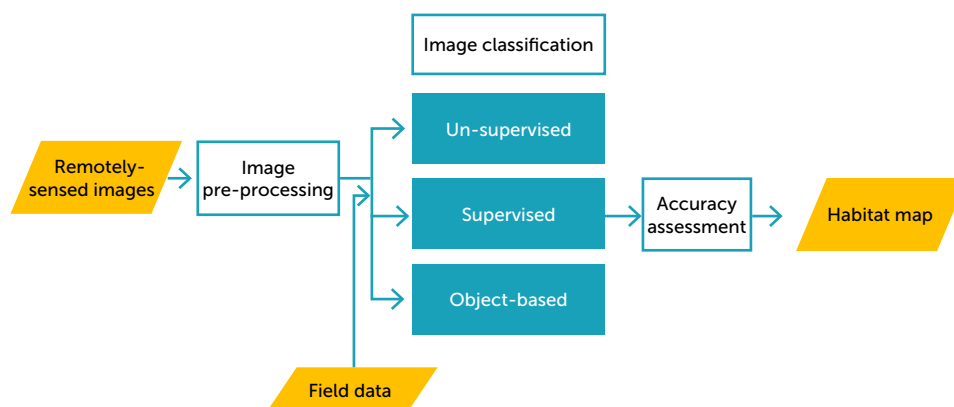 Image classification
Un-supervised
Remotely-
sensed images
Image
pre-processing
Supervised
Accuracy
assessment
Habitat map
Object-based
Field data